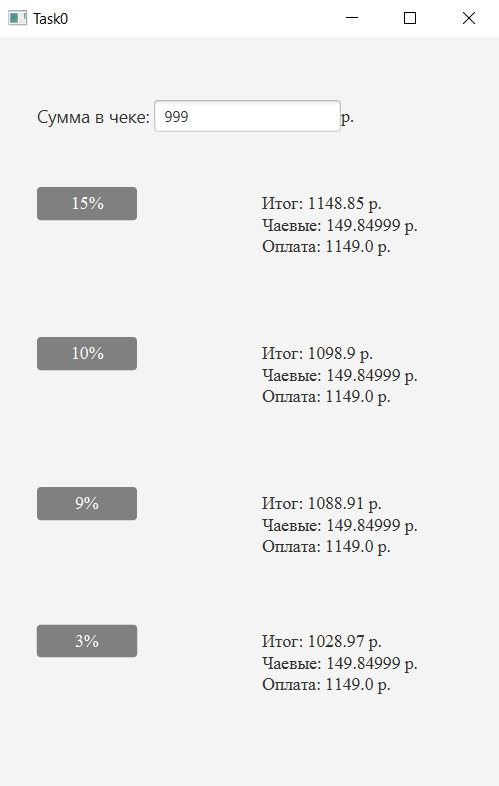 Task0
Сумма в чеке: 999 р.
15%
Итог: 1148.85 р.
Чаевые: 149.84999 р.
Оплата: 1149.0 р.
10%
Итог: 1098.9 р.
Чаевые: 149.84999 р.
Оплата: 1149.0 р.
9%
Итог: 1088.91 р.
Чаевые: 149.84999 р.
Оплата: 1149.0 р.
3%
Итог: 1028.97 р.
Чаевые: 149.84999 р.
Оплата: 1149.0 р.